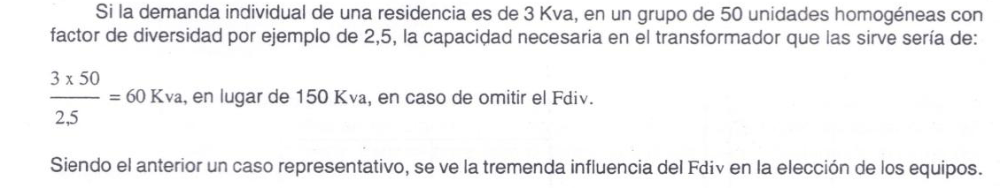 Si la demanda individual de una residencia es de 3 Kva, en un grupo de 50 unidades homogéneas con
factor de diversidad por ejemplo de 2,5, la capacidad necesaria en el transformador que las sirve sería de:
3 x 50
= 60 Kva, en lugar de 150 Kva, en caso de omitir el Fdiv.
2,5
Siendo el anterior un caso representativo, se ve la tremenda influencia del Fdiv en la elección de los equipos.